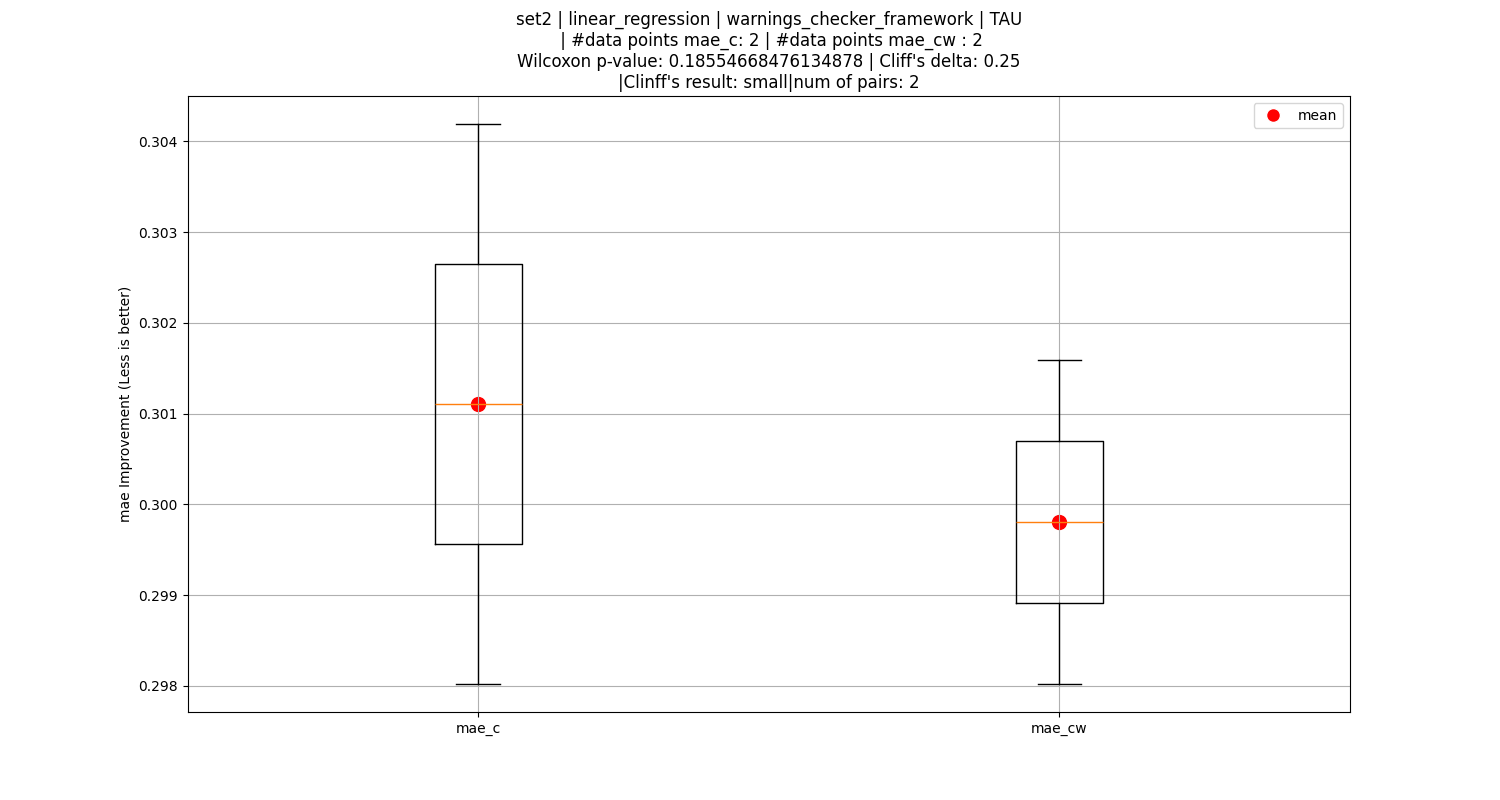 set2 | linear_regression | warnings_checker_framework | TAU
| #data points mae_c: 2 | #data points mae_cw : 2
Wilcoxon p-value: 0.18554668476134878 | Cliff's delta: 0.25
|Clinff's result: small|num of pairs: 2
mean
0.304
0.303
0.302
0.301
0.300
0.299
0.298
mae Improvement (Less is better)
mae_c
mae_cw